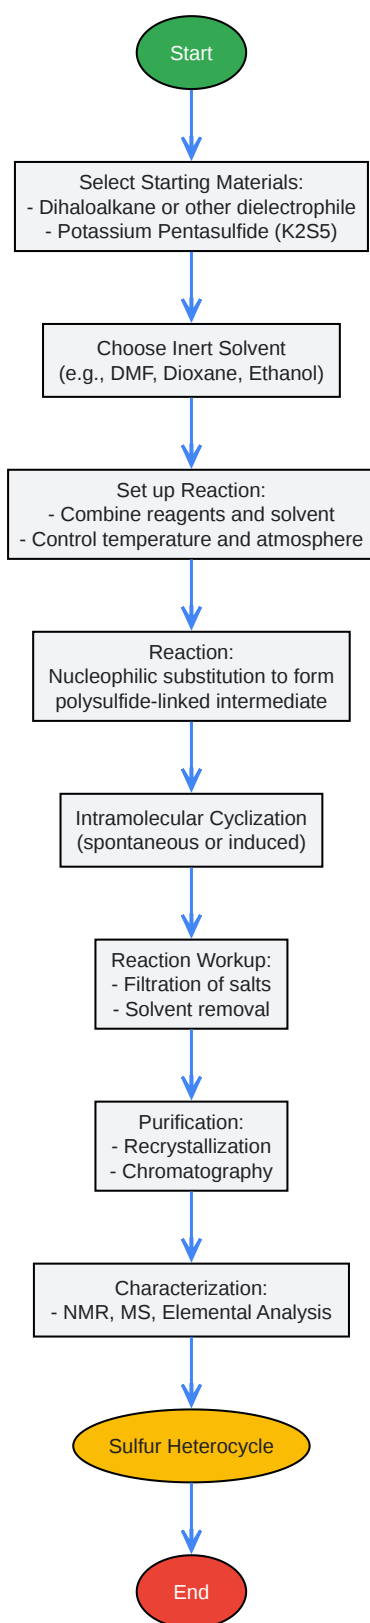 Start
Select Starting Materials:
- Dihaloalkane or other dielectrophile
- Potassium Pentasulfide (K2S5)
Choose Inert Solvent
(e.g., DMF, Dioxane, Ethanol)
Set up Reaction:
- Combine reagents and solvent
- Control temperature and atmosphere
Reaction:
Nucleophilic substitution to form
polysulfide-linked intermediate
Intramolecular Cyclization
(spontaneous or induced)
Reaction Workup:
- Filtration of salts
- Solvent removal
Purification:
- Recrystallization
- Chromatography
Characterization:
- NMR, MS, Elemental Analysis
Sulfur Heterocycle
End